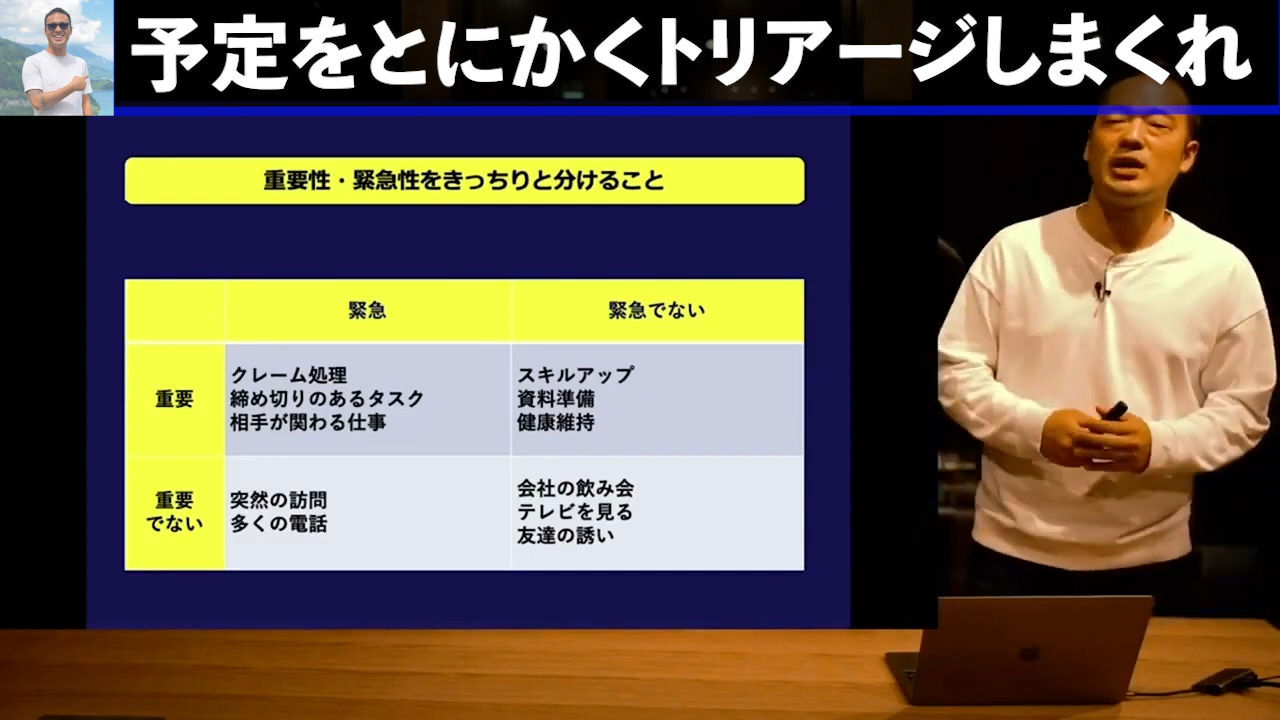 予定をとにかくトリアージしまくれ
重要性・緊急性をきっちりと分けること
緊急
緊急でない
重要
クレーム処理
締め切りのあるタスク
相手が関わる仕事
スキルアップ
資料準備
健康維持
重要
でない
突然の訪問
多くの電話
会社の飲み会
テレビを見る
友達の誘い